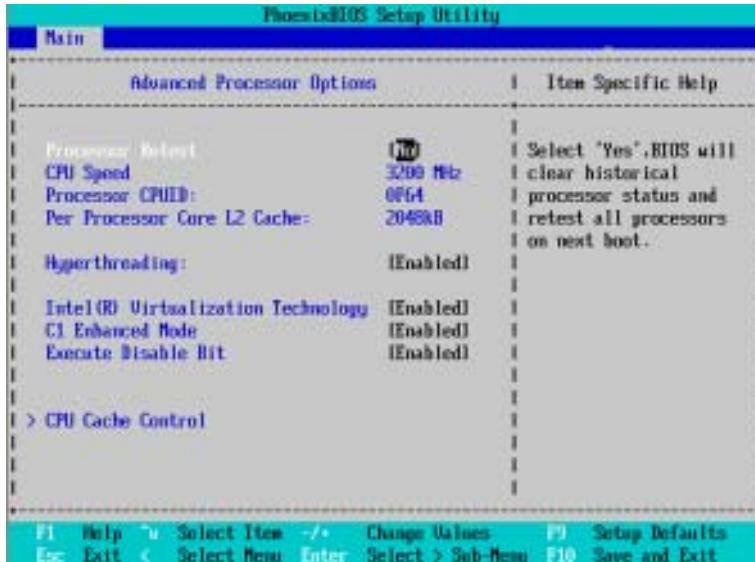 PhoenixBIOS Setup Utility
Main
Advanced Processor Options
Item Specific Help
Processor Retest [No]
CPU Speed 3200 MHz
Processor CPUID: 0F64
Per Processor Core L2 Cache: 2048kB
Hyperthreading: [Enabled]
Intel(R) Virtualization Technology [Enabled]
C1 Enhanced Mode [Enabled]
Execute Disable Bit [Enabled]
> CPU Cache Control
Select 'Yes',BIOS will
clear historical
processor status and
retest all processors
on next boot.
F1 Help ^v Select Item -/+ Change Values F9 Setup Defaults
Esc Exit < Select Menu Enter Select > Sub-Menu F10 Save and Exit